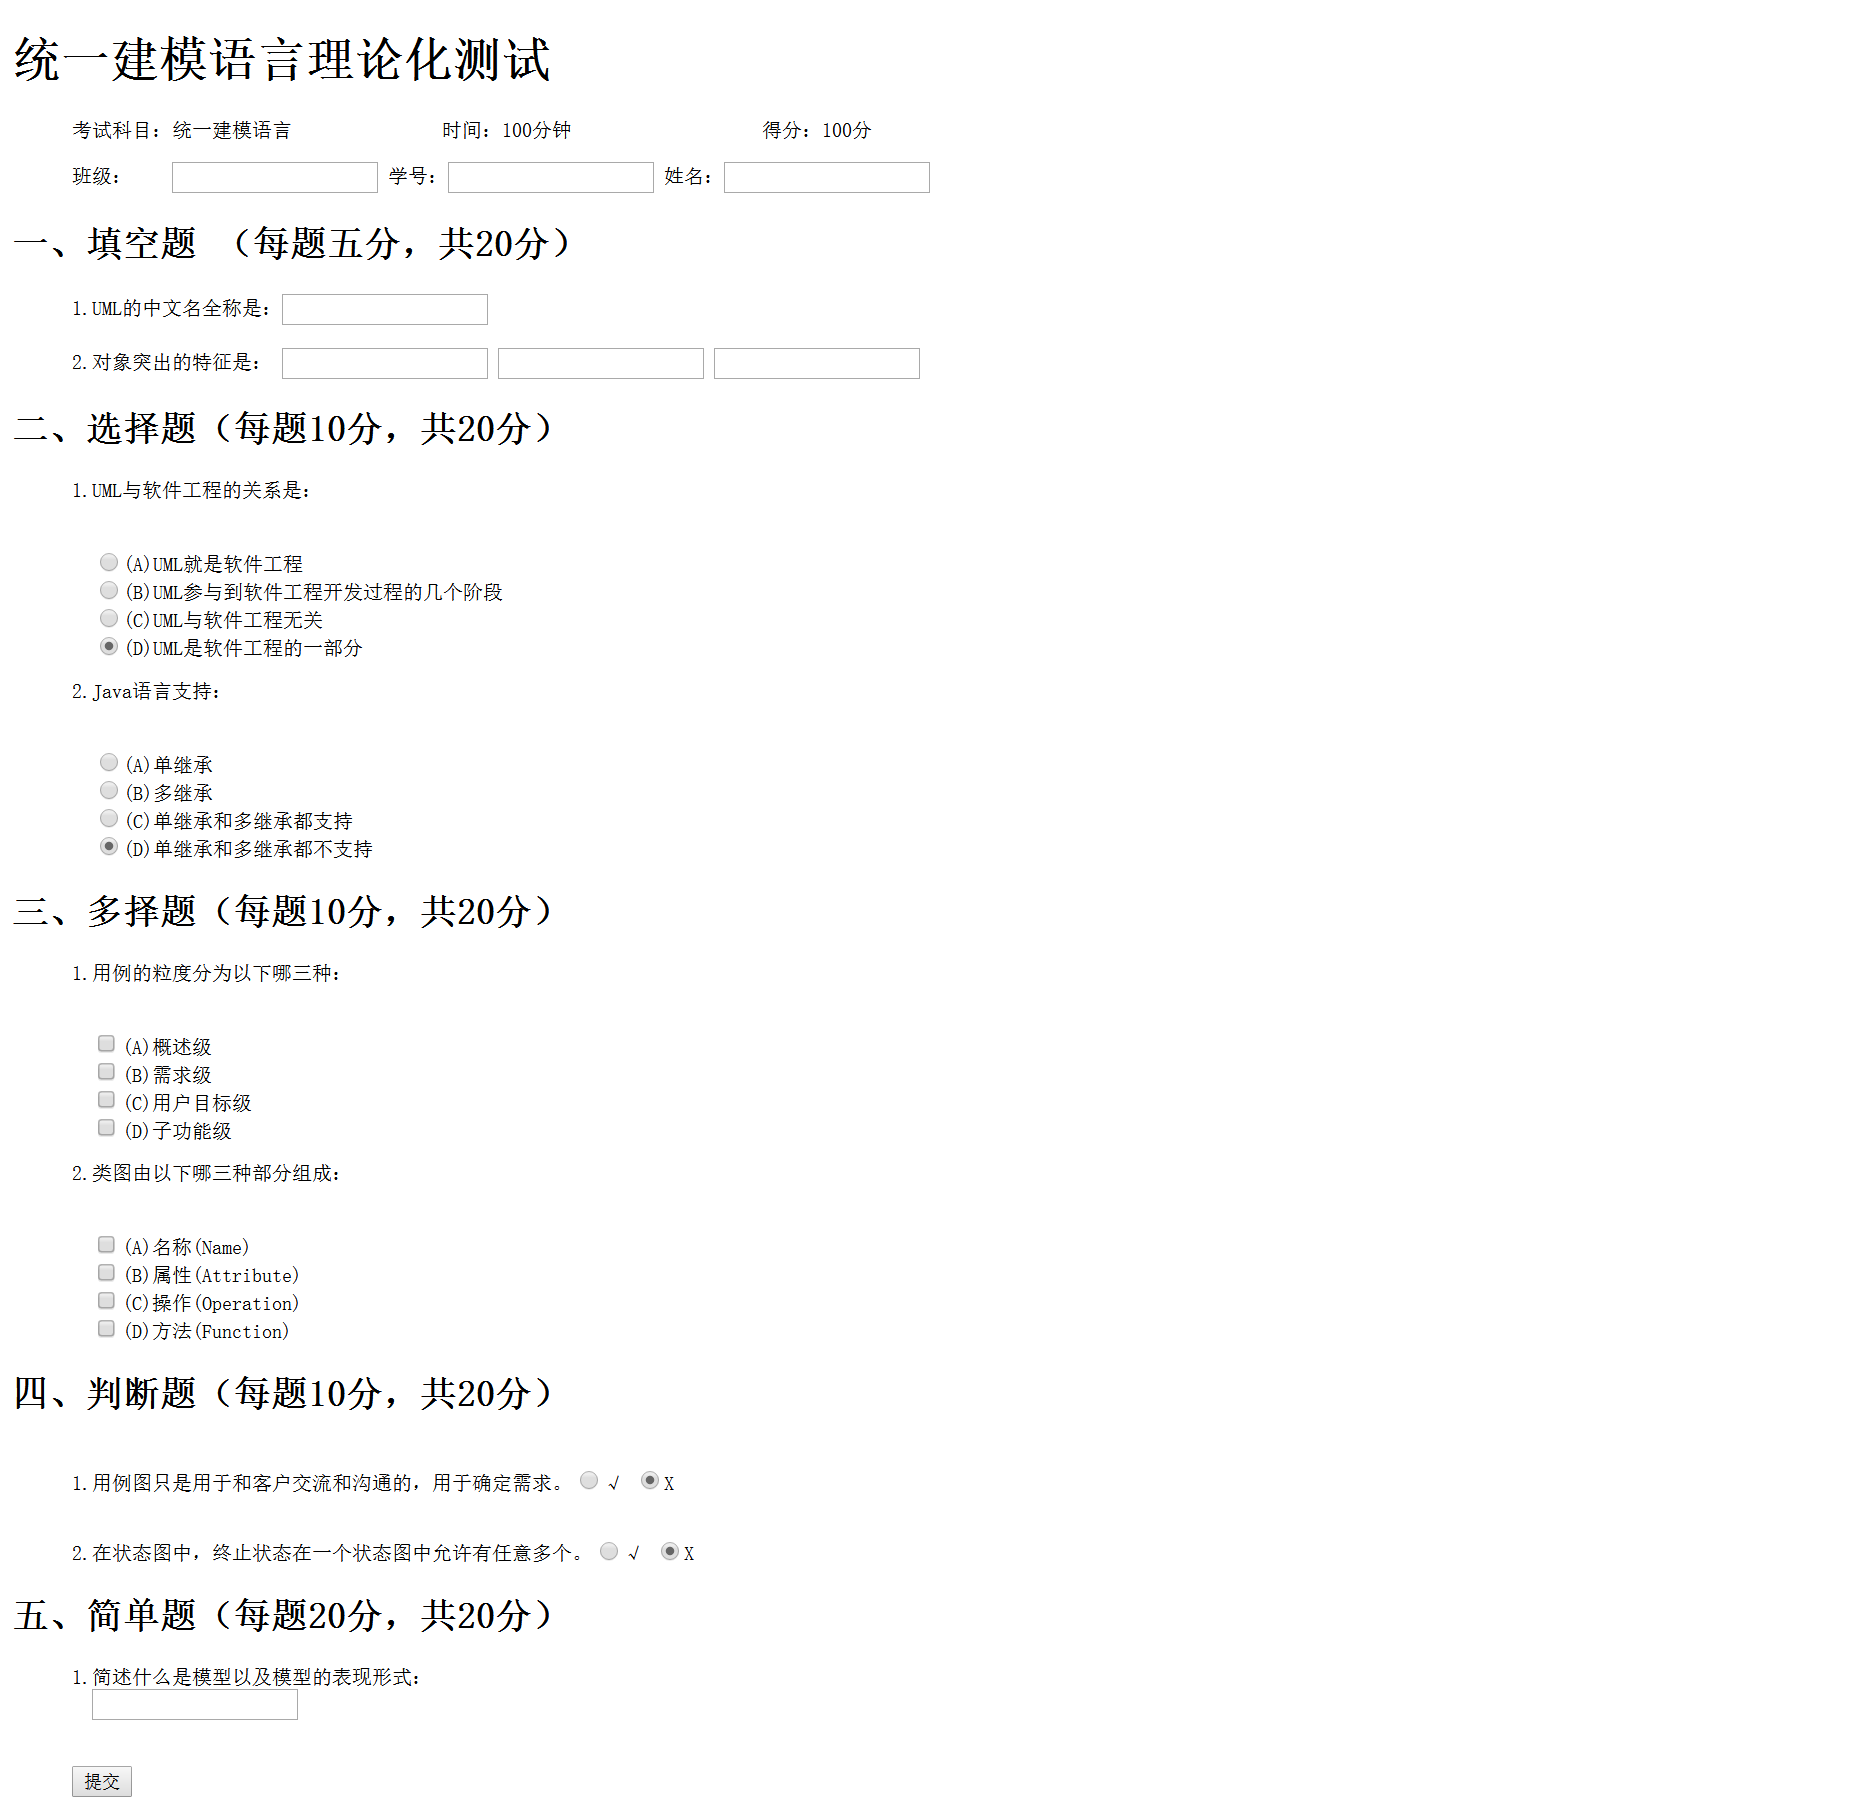 统一建模语言理论化测试
考试科目：统一建模语言 时间：100分钟 得分：100分
班级： 学号： 姓名：
一、填空题 （每题五分，共20分）
1.UML的中文名全称是：
2.对象突出的特征是：
二、选择题（每题10分，共20分）
1.UML与软件工程的关系是：
(A)UML就是软件工程
(B)UML参与到软件工程开发过程的几个阶段
(C)UML与软件工程无关
(D)UML是软件工程的一部分
2.Java语言支持：
(A)单继承
(B)多继承
(C)单继承和多继承都支持
(D)单继承和多继承都不支持
三、多择题（每题10分，共20分）
1.用例的粒度分为以下哪三种：
(A)概述级
(B)需求级
(C)用户目标级
(D)子功能级
2.类图由以下哪三种部分组成：
(A)名称(Name)
(B)属性(Attribute)
(C)操作(Operation)
(D)方法(Function)
四、判断题（每题10分，共20分）
1.用例图只是用于和客户交流和沟通的，用于确定需求。 √ X
2.在状态图中，终止状态在一个状态图中允许有任意多个。 √ X
五、简单题（每题20分，共20分）
1.简述什么是模型以及模型的表现形式：
提交